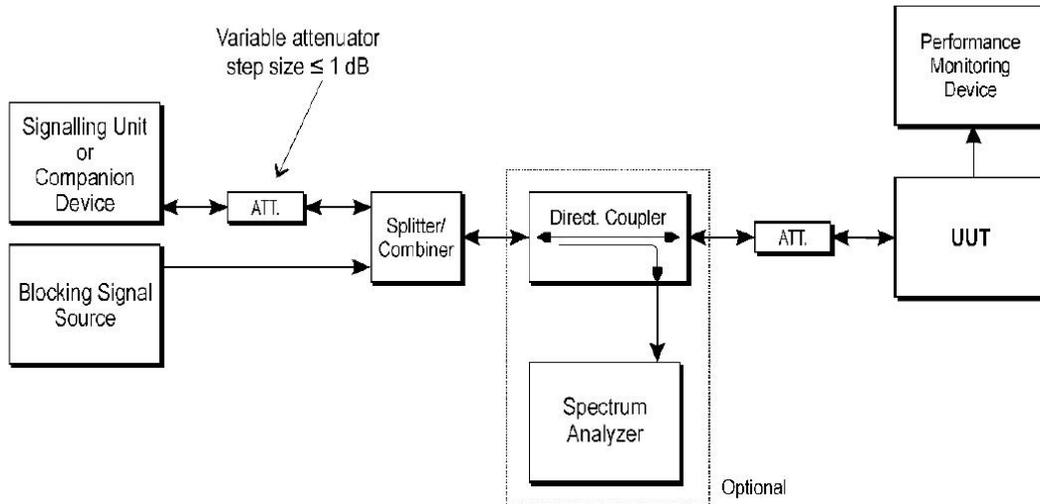 Variable attenuator
step size ≤ 1 dB
Performance
Monitoring
Device
Signalling Unit
or
Companion
Device
ATT.
Splitter/
Combiner
Direct. Coupler
ATT.
UUT
Blocking Signal
Source
Spectrum
Analyzer
Optional